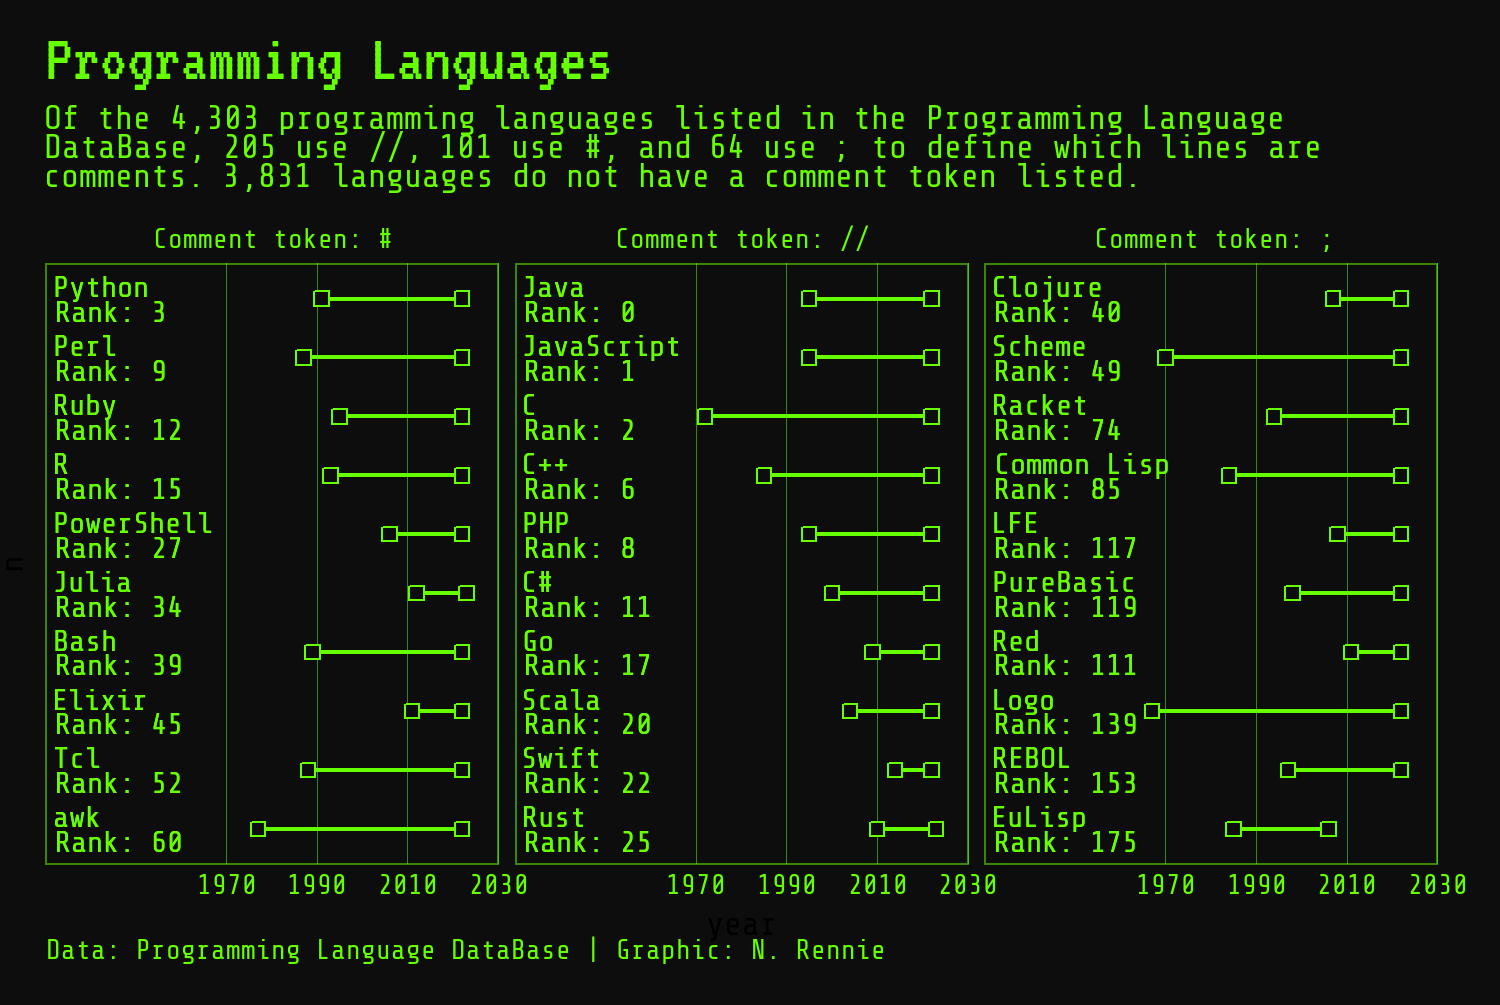 Programming Languages
Of the 4,303 programming languages listed in the Programming Language
DataBase, 205 use //, 101 use #, and 64 use ; to define which lines are
comments. 3,831 languages do not have a comment token listed.
Comment token: #
Python
Rank: 3
Perl
Rank: 9
Ruby
Rank: 12
R
Rank: 15
PowerShell
Rank: 27
Julia
Rank: 34
Bash
Rank: 39
Elixir
Rank: 45
Tcl
Rank: 52
awk
Rank: 60
1970 1990 2010 2030
Comment token: //
Java
Rank: 0
JavaScript
Rank: 1
C
Rank: 2
C++
Rank: 6
PHP
Rank: 8
C#
Rank: 11
Go
Rank: 17
Scala
Rank: 20
Swift
Rank: 22
Rust
Rank: 25
1970 1990 2010 2030
Comment token: ;
Clojure
Rank: 40
Scheme
Rank: 49
Racket
Rank: 74
Common Lisp
Rank: 85
LFE
Rank: 117
PureBasic
Rank: 119
Red
Rank: 111
Logo
Rank: 139
REBOL
Rank: 153
EuLisp
Rank: 175
1970 1990 2010 2030
n
year
Data: Programming Language DataBase | Graphic: N. Rennie